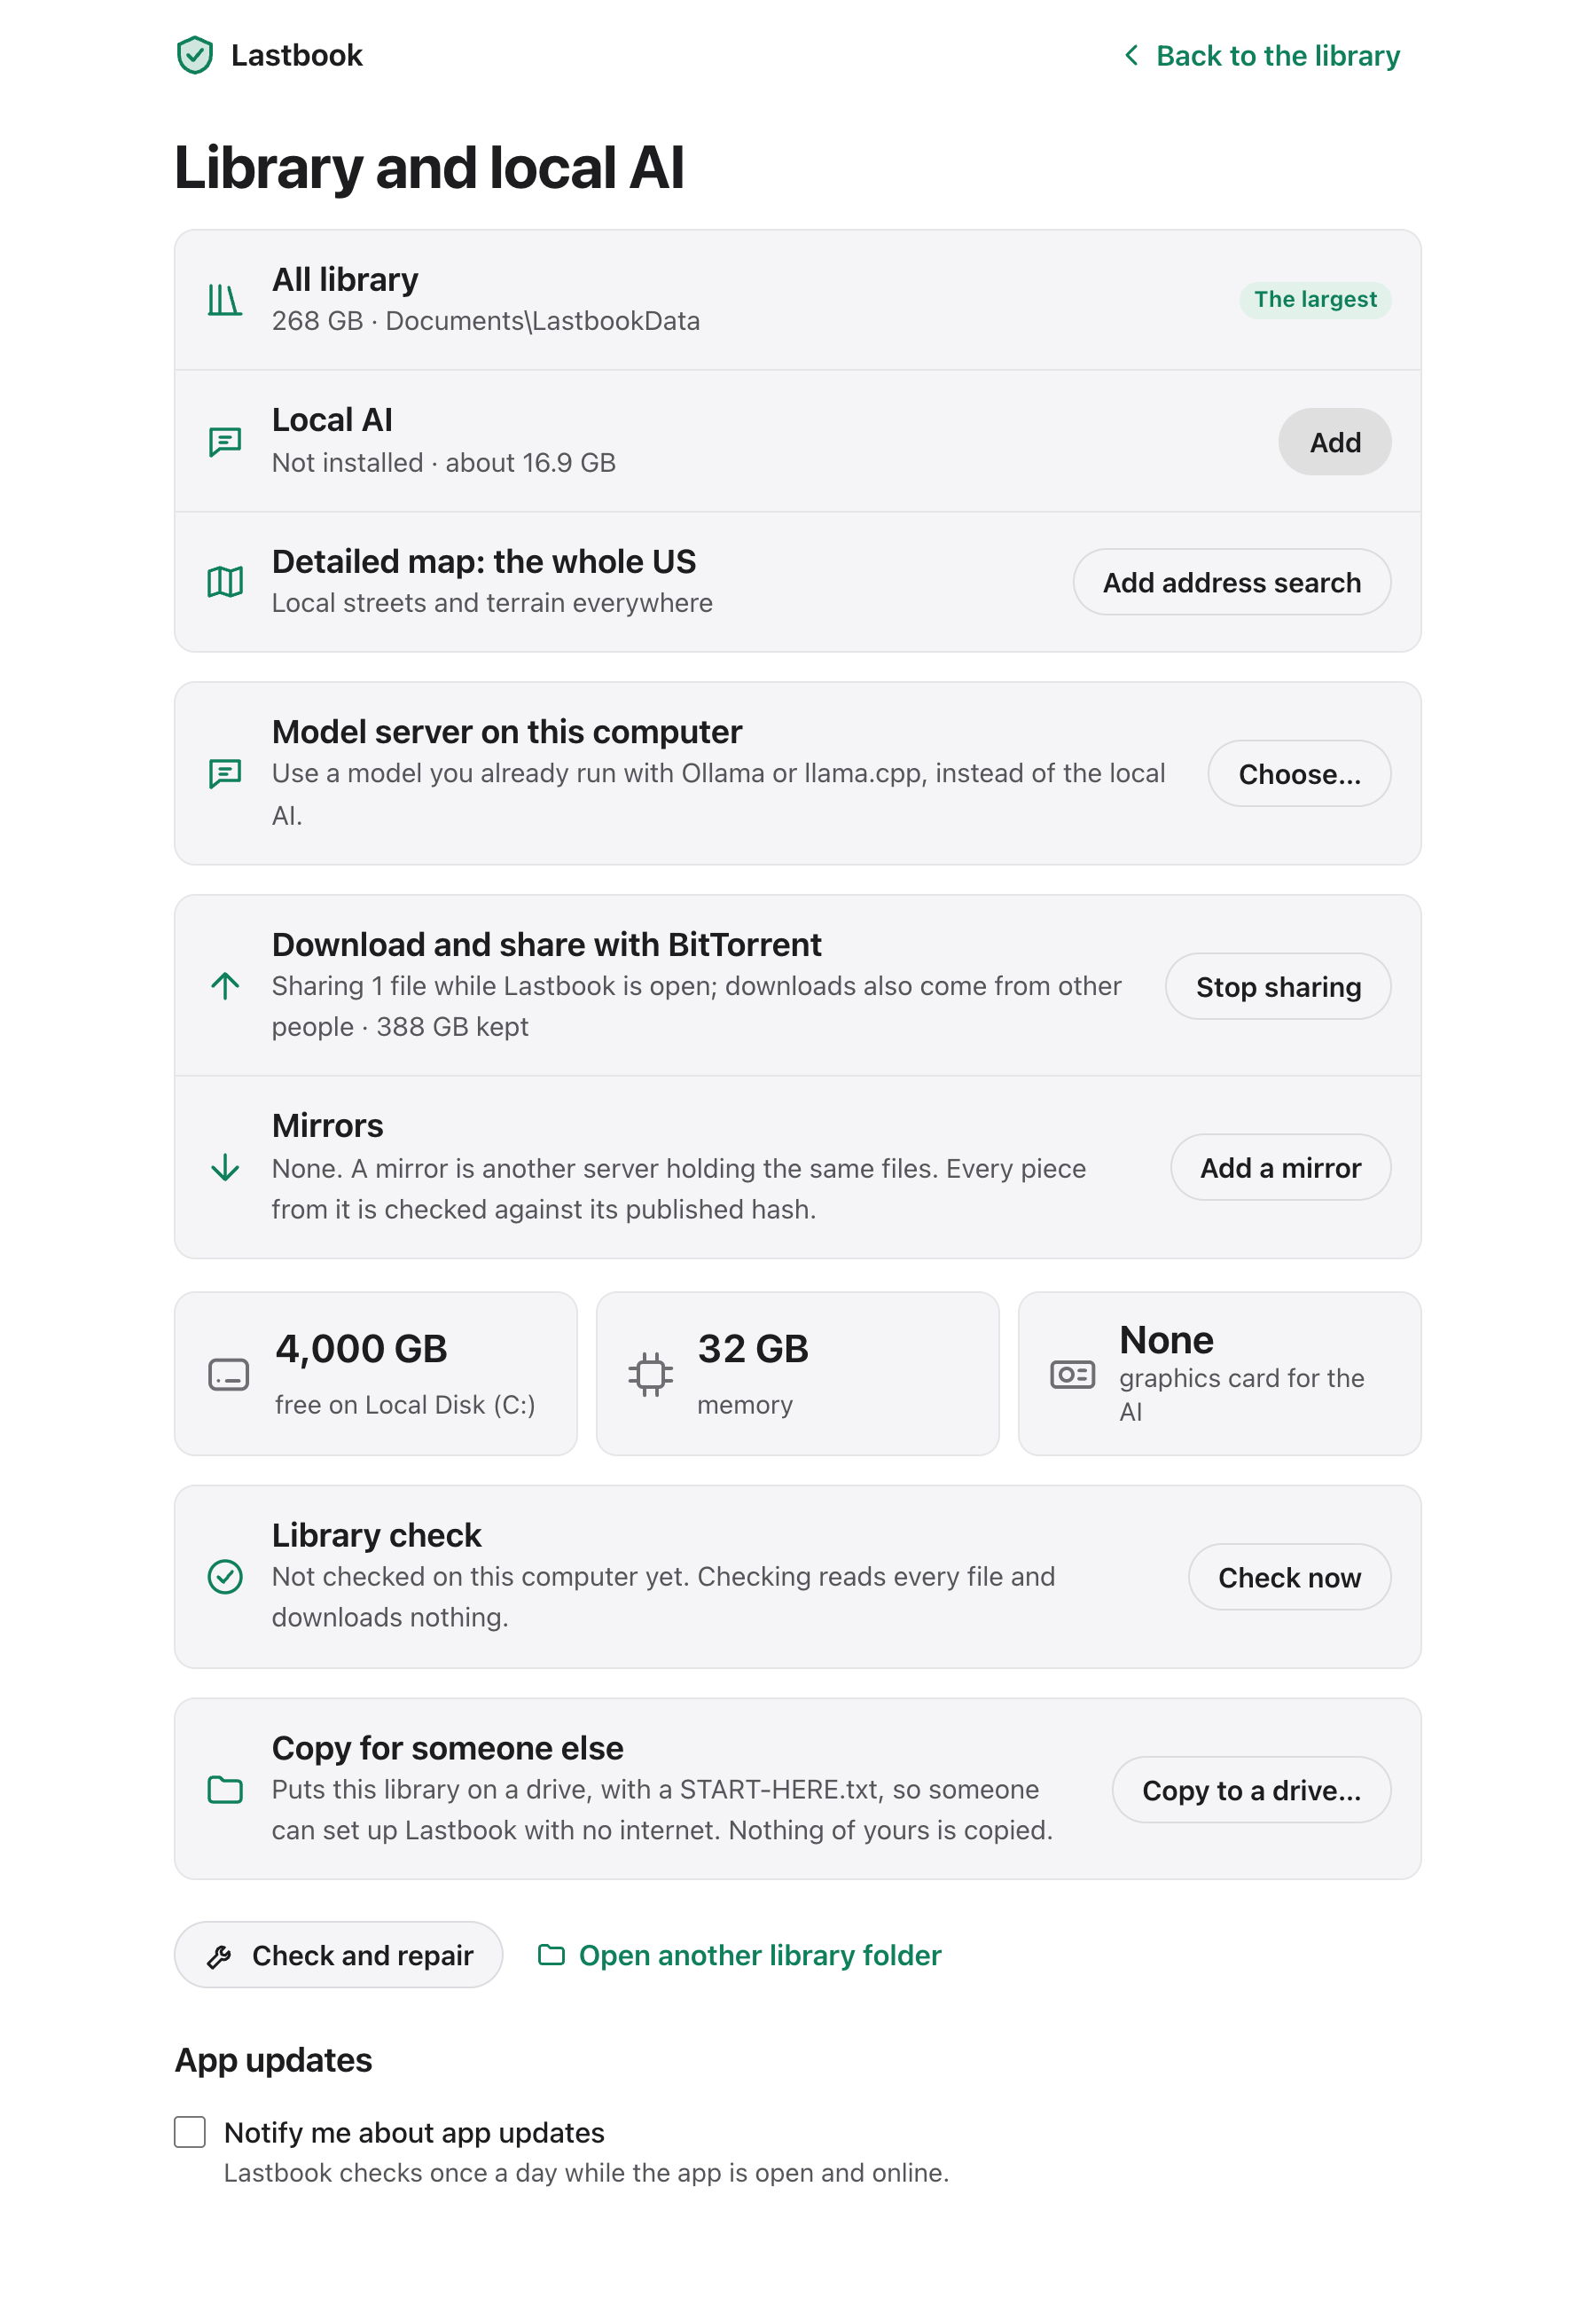 Lastbook
Back to the library
Library and local AI
All library
268 GB · Documents\LastbookData
The largest
Local AI
Not installed · about 16.9 GB
Add
Detailed map: the whole US
Local streets and terrain everywhere
Add address search
Model server on this computer
Use a model you already run with Ollama or llama.cpp, instead of the local
AI.
Choose...
Download and share with BitTorrent
Sharing 1 file while Lastbook is open; downloads also come from other
people · 388 GB kept
Stop sharing
Mirrors
None. A mirror is another server holding the same files. Every piece
from it is checked against its published hash.
Add a mirror
4,000 GB
free on Local Disk (C:)
32 GB
memory
None
graphics card for the
AI
Library check
Not checked on this computer yet. Checking reads every file and
downloads nothing.
Check now
Copy for someone else
Puts this library on a drive, with a START-HERE.txt, so someone
can set up Lastbook with no internet. Nothing of yours is copied.
Copy to a drive...
Check and repair
Open another library folder
App updates
Notify me about app updates
Lastbook checks once a day while the app is open and online.